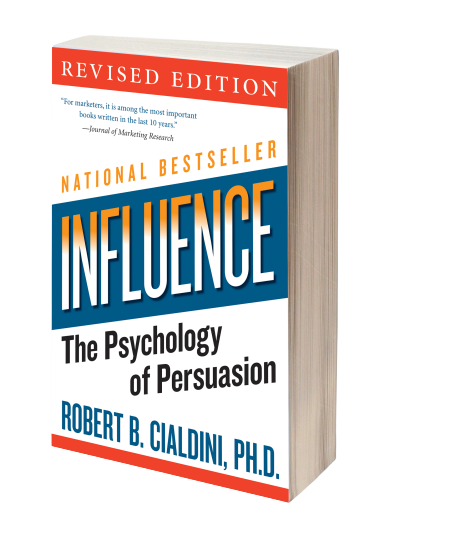 REVISED EDITION
"For marketers, it is among the most important
books written in the last 10 years."
—Journal of Marketing Research
NATIONAL BESTSELLER
INFLUENCE
The Psychology
of Persuasion
ROBERT B. CIALDINI, PH.D.